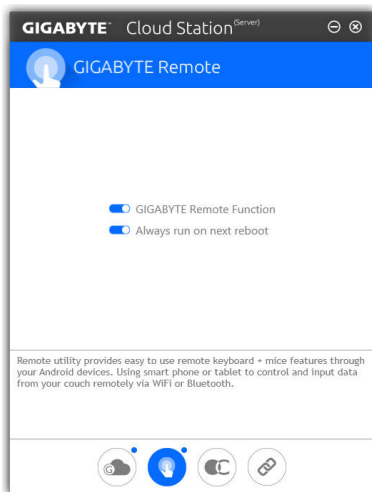 GIGABYTE™ Cloud Station (Server)
GIGABYTE Remote
GIGABYTE Remote Function
Always run on next reboot
Remote utility provides easy to use remote keyboard + mice features through
your Android devices. Using smart phone or tablet to control and input data
from your couch remotely via WiFi or Bluetooth.
G